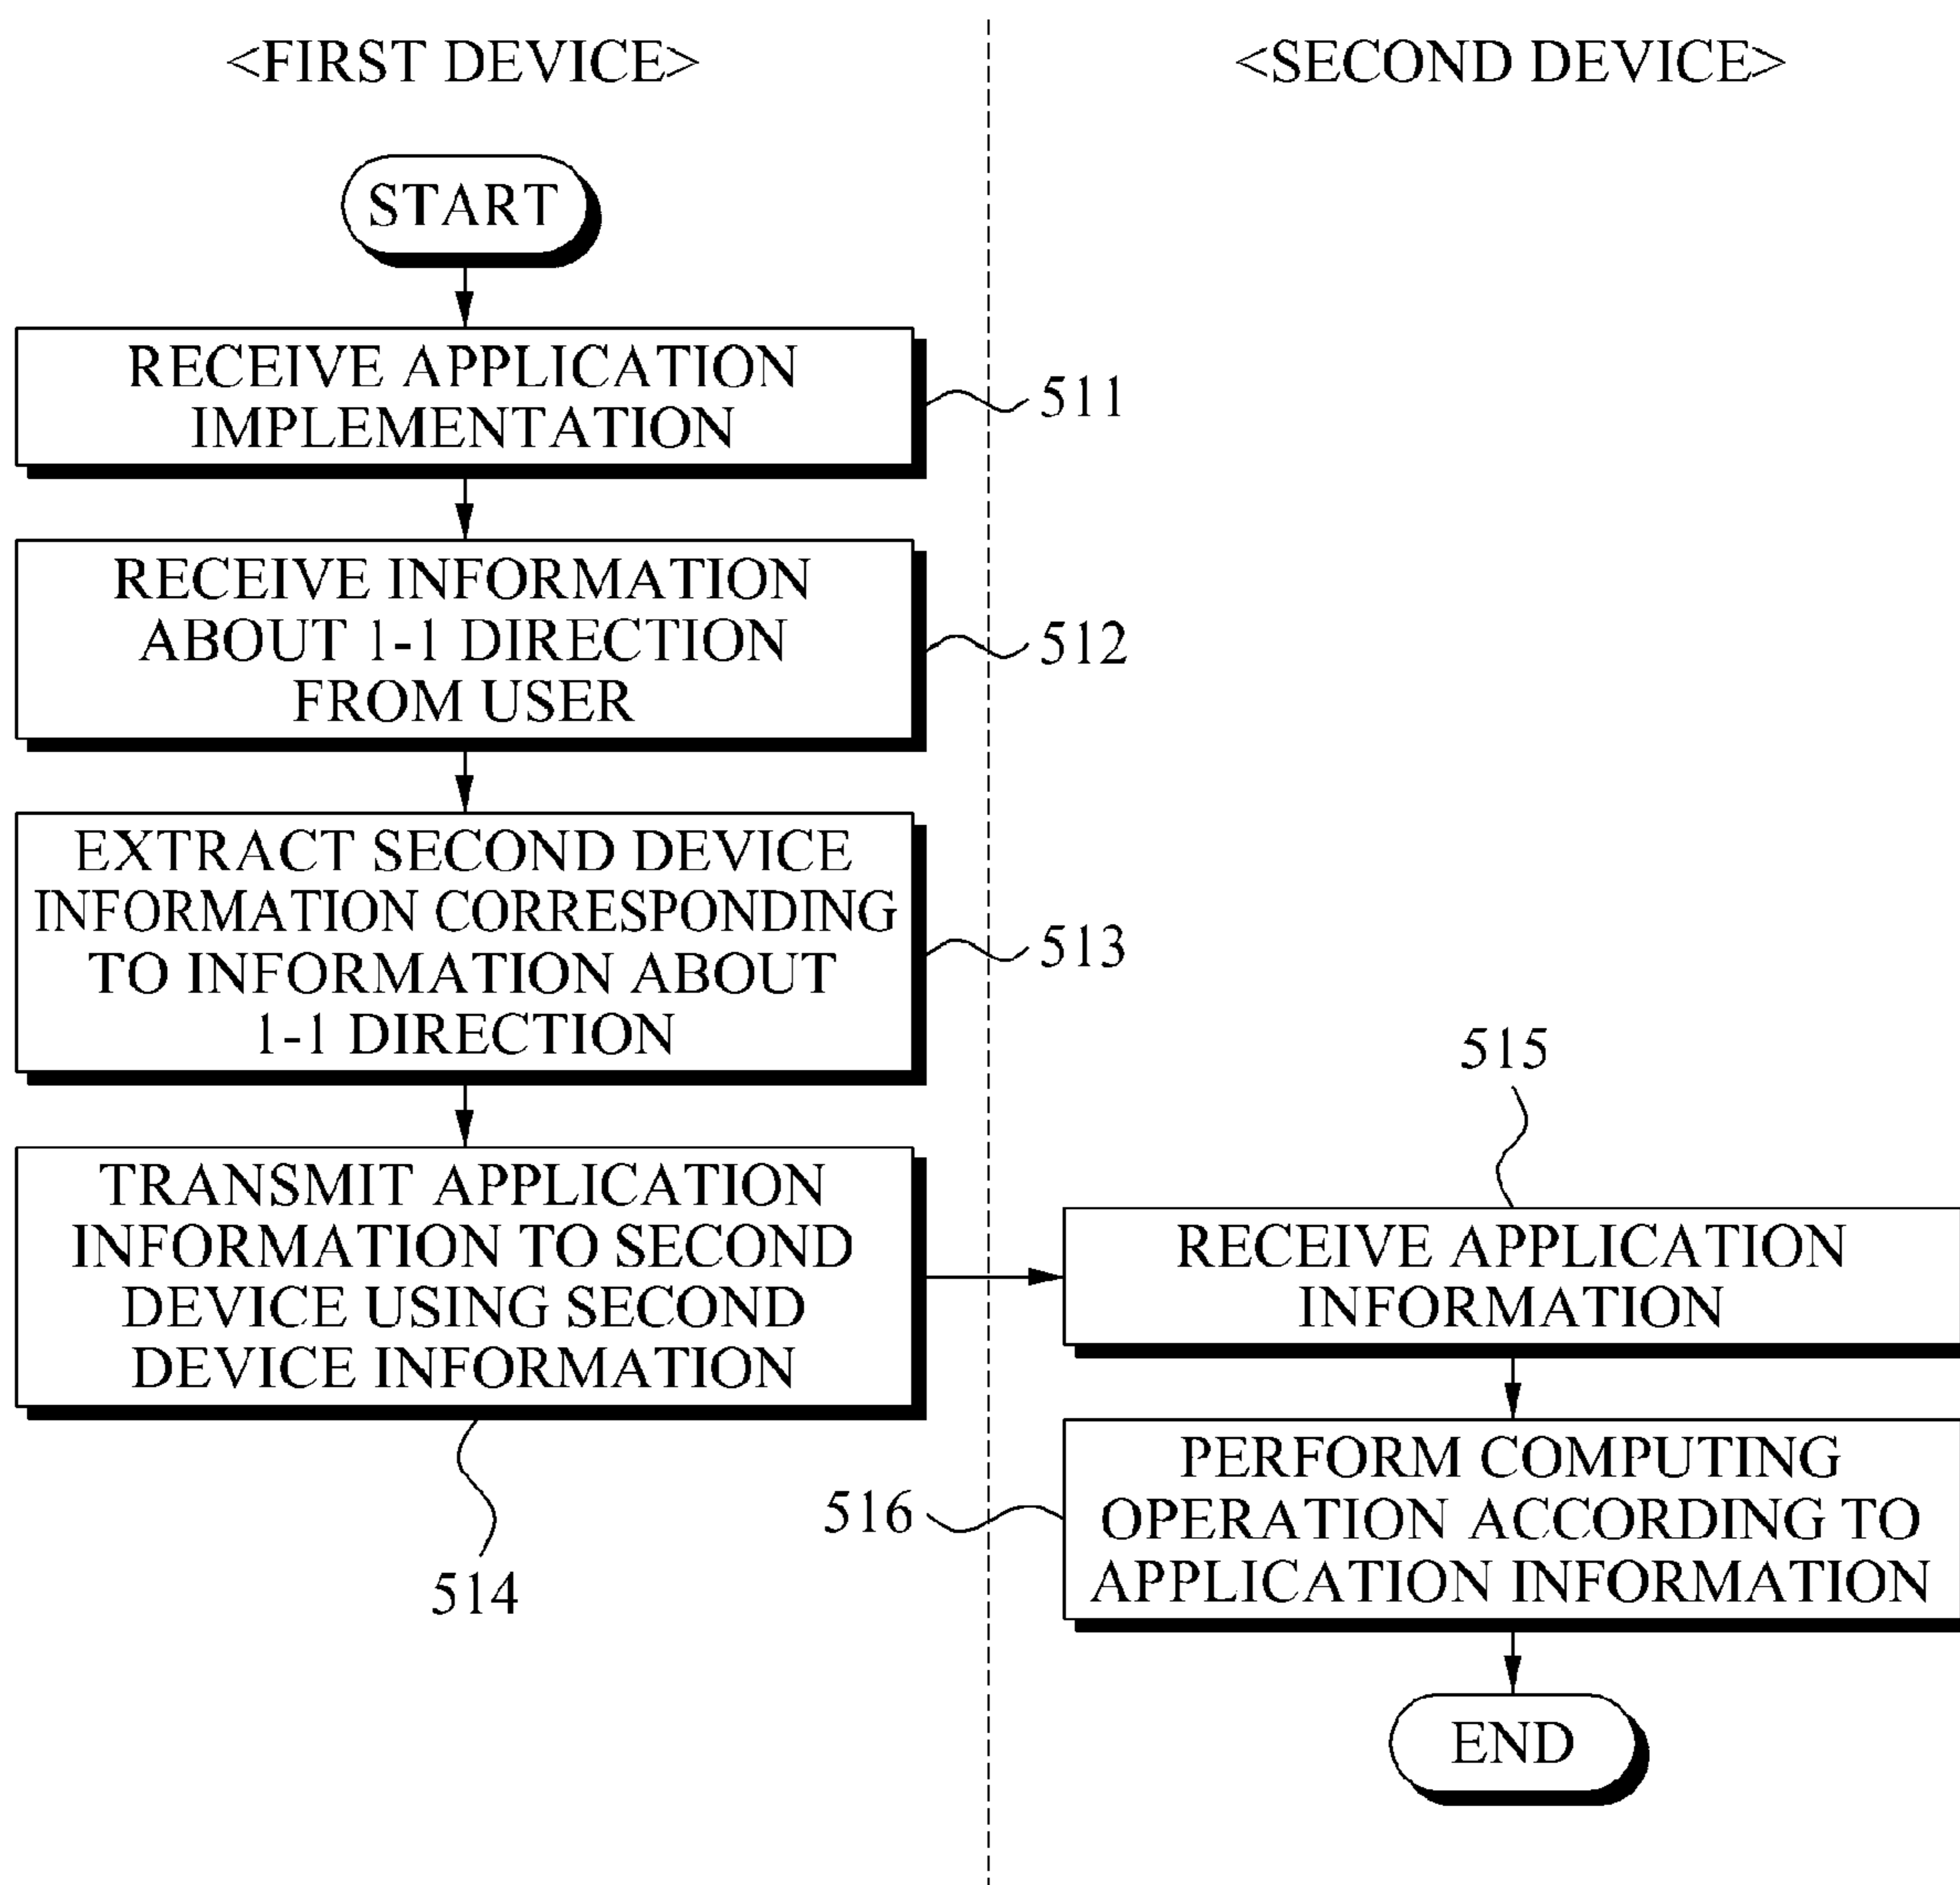 <FIRST DEVICE>
<SECOND DEVICE>
START
RECEIVE APPLICATION
IMPLEMENTATION
511
RECEIVE INFORMATION
ABOUT 1-1 DIRECTION
FROM USER
512
EXTRACT SECOND DEVICE
INFORMATION CORRESPONDING
TO INFORMATION ABOUT
1-1 DIRECTION
513
TRANSMIT APPLICATION
INFORMATION TO SECOND
DEVICE USING SECOND
DEVICE INFORMATION
514
515
RECEIVE APPLICATION
INFORMATION
516
PERFORM COMPUTING
OPERATION ACCORDING TO
APPLICATION INFORMATION
END